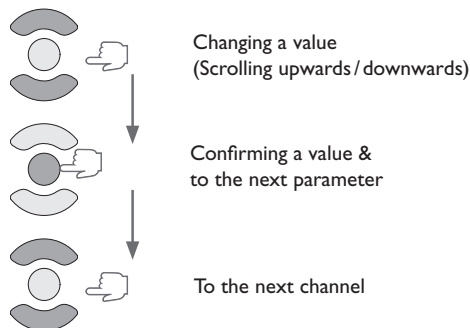 Changing a value
(Scrolling upwards / downwards)
Confirming a value &
to the next parameter
To the next channel